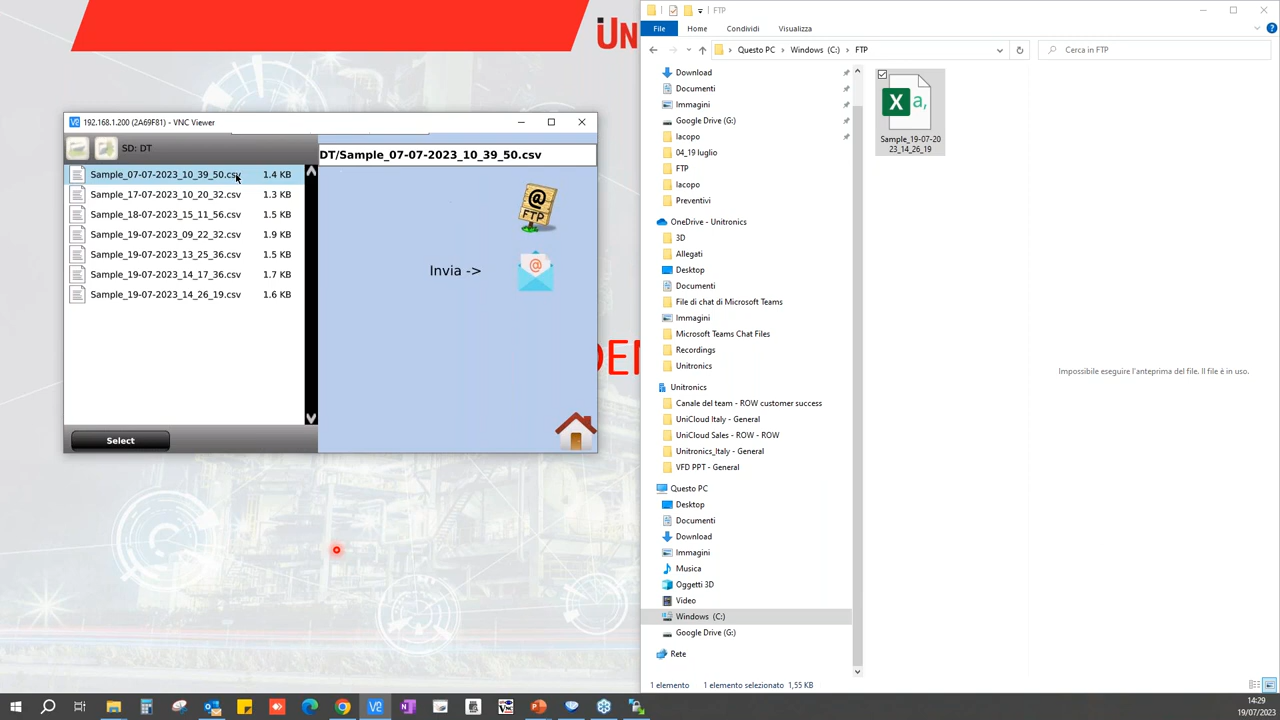 UN
DEM
192.168.1.200 (2A69F81) - VNC Viewer
SD: DT
Sample_07-07-2023_10_39_50.csv 1.4 KB
Sample_17-07-2023_10_20_32.csv 1.3 KB
Sample_18-07-2023_15_11_56.csv 1.5 KB
Sample_19-07-2023_09_22_32.csv 1.9 KB
Sample_19-07-2023_13_25_36.csv 1.5 KB
Sample_19-07-2023_14_17_36.csv 1.7 KB
Sample_19-07-2023_14_26_19.csv 1.6 KB
Select
DT/Sample_07-07-2023_10_39_50.csv
@
FTP
Invia ->
@
FTP
File Home Condividi Visualizza
Questo PC Windows (C:) FTP
Cerca in FTP
Download
Documenti
Immagini
Google Drive (G:)
Iacopo
04_19 luglio
FTP
Iacopo
Preventivi
OneDrive - Unitronics
3D
Allegati
Desktop
Documenti
File di chat di Microsoft Teams
Immagini
Microsoft Teams Chat Files
Recordings
Unitronics
Unitronics
Canale del team - ROW customer success
UniCloud Italy - General
UniCloud Sales - ROW - ROW
Unitronics_Italy - General
VFD PPT - General
Questo PC
Desktop
Documenti
Download
Immagini
Musica
Oggetti 3D
Video
Windows (C:)
Google Drive (G:)
Rete
X a,
Sample_19-07-20
23_14_26_19
Impossibile eseguire l'anteprima del file. Il file è in uso.
1 elemento 1 elemento selezionato 1,55 KB
14:29
19/07/2023